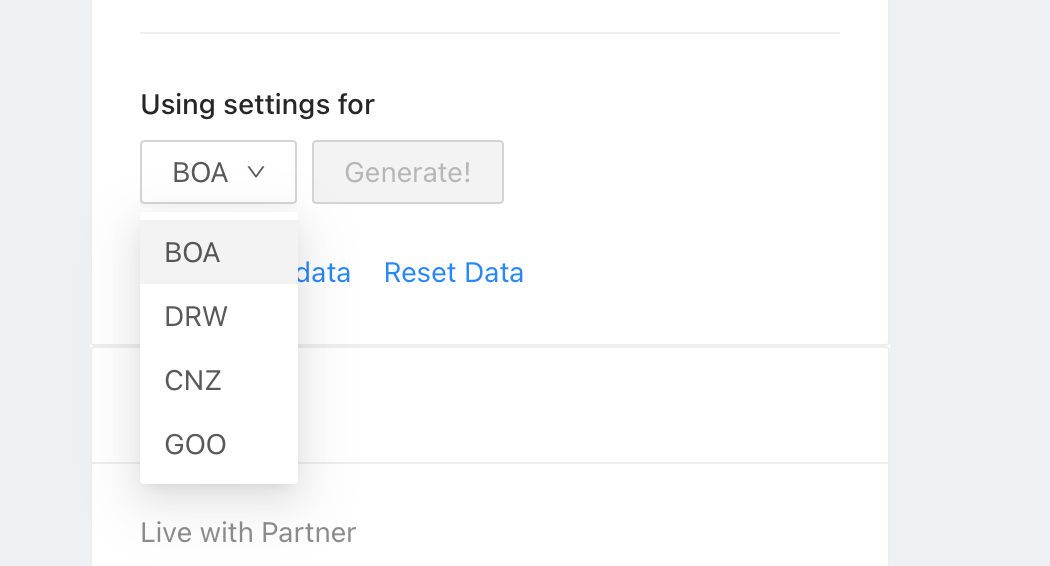 Using settings for
BOA
Generate!
BOA
data
Reset Data
DRW
CNZ
GOO
Live with Partner